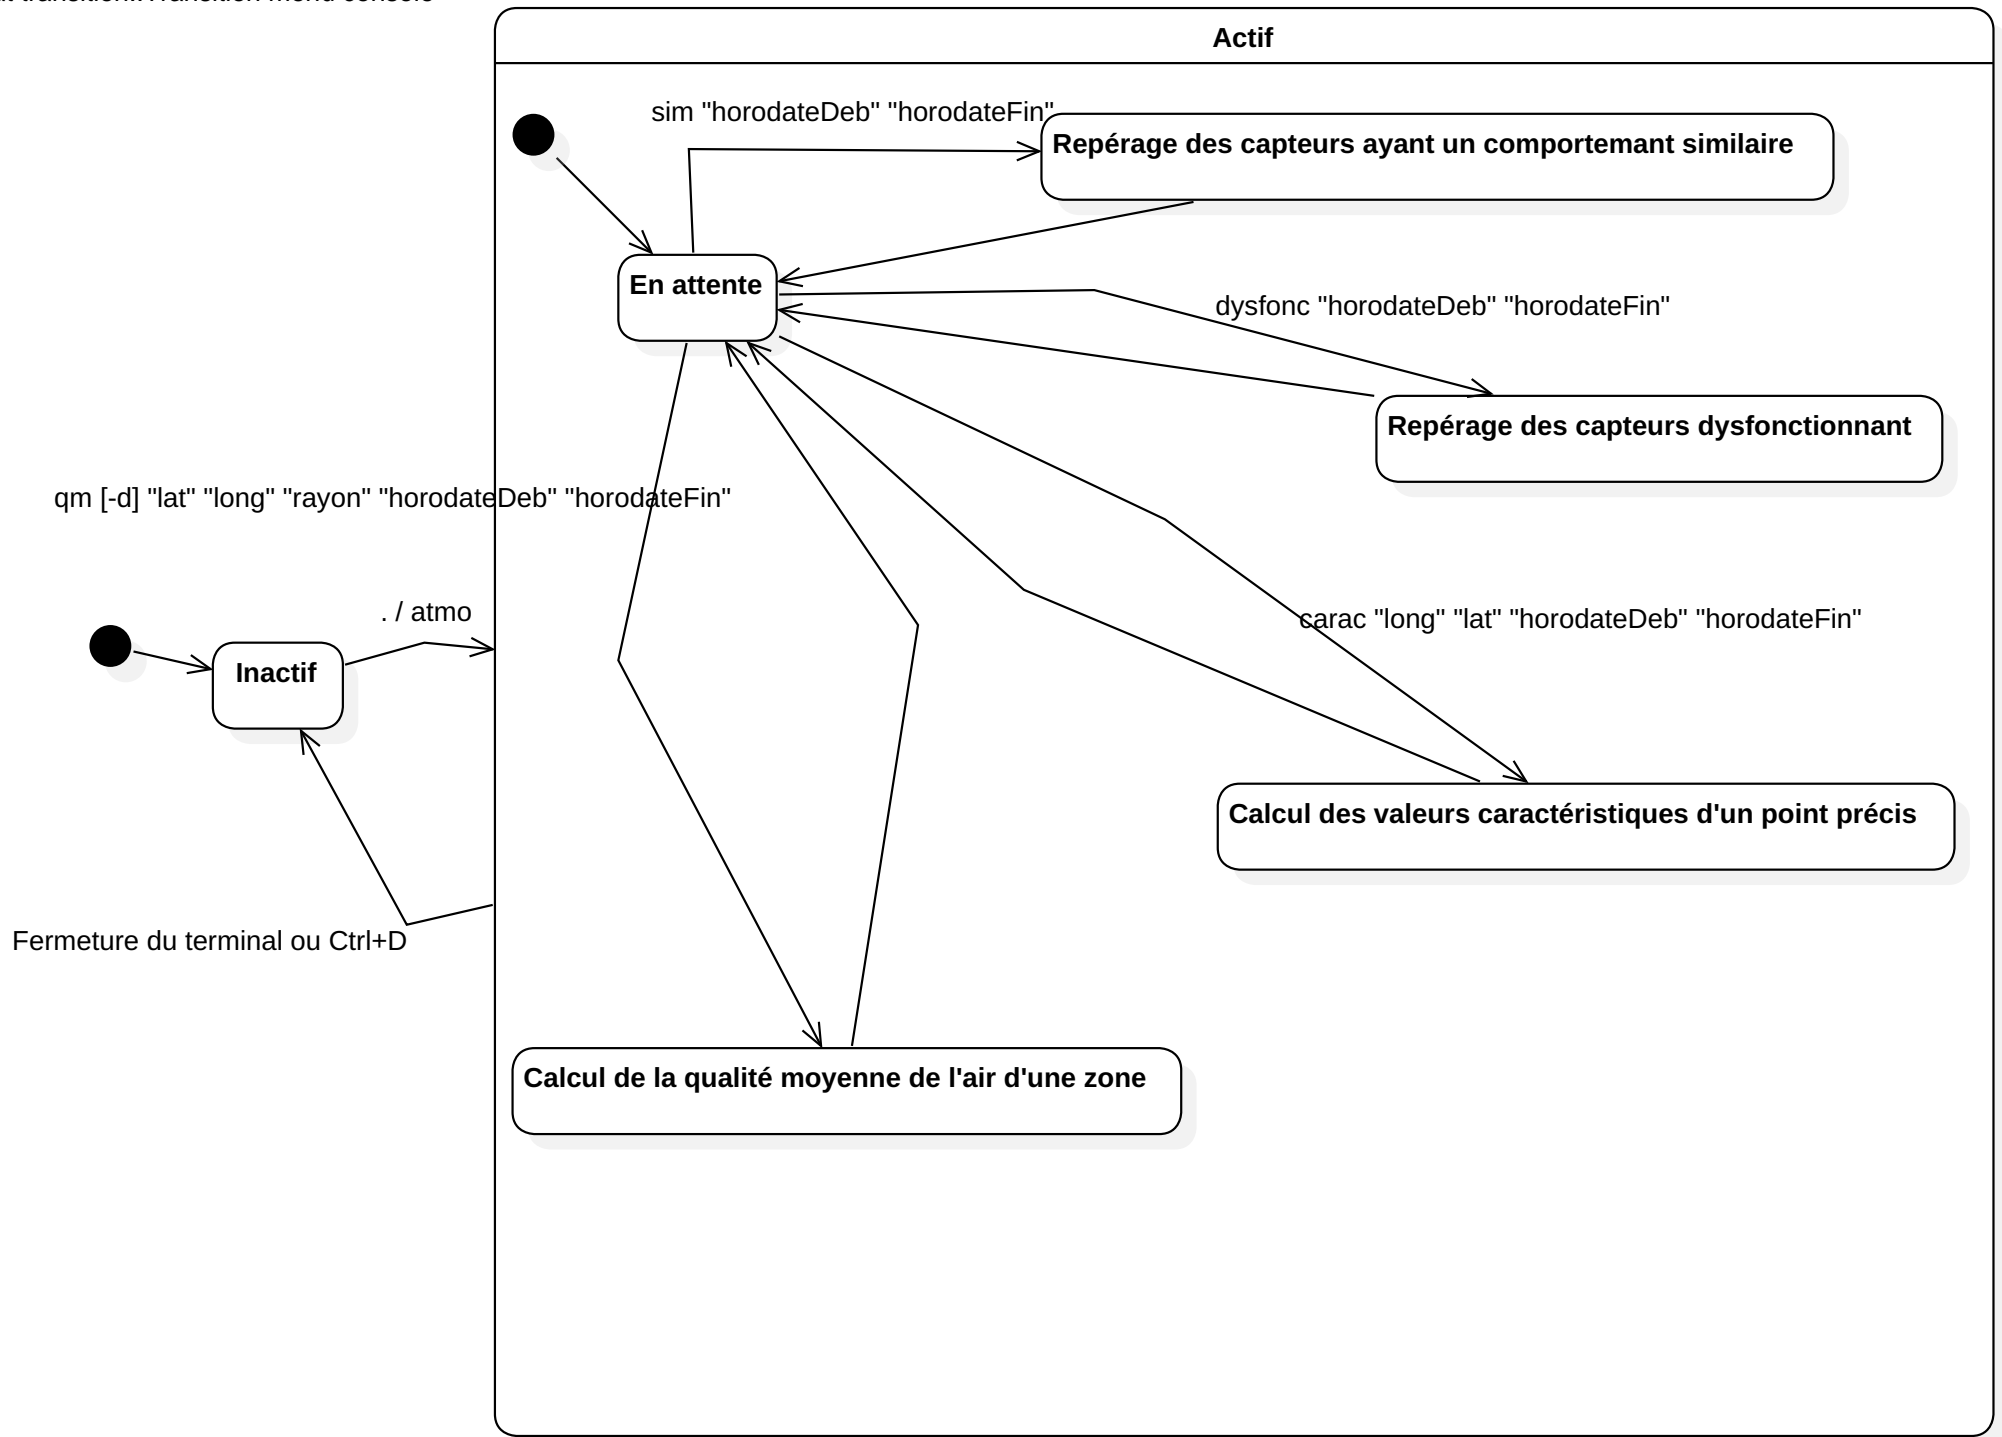 Actif
sim "horodateDeb" "horodateFin"
Repérage des capteurs ayant un comportemant similaire
En attente
dysfonc "horodateDeb" "horodateFin"
Repérage des capteurs dysfonctionnant
qm [-d] "lat" "long" "rayon" "horodateDeb" "horodateFin"
. / atmo
carac "long" "lat" "horodateDeb" "horodateFin"
Inactif
Calcul des valeurs caractéristiques d'un point précis
Fermeture du terminal ou Ctrl+D
Calcul de la qualité moyenne de l'air d'une zone